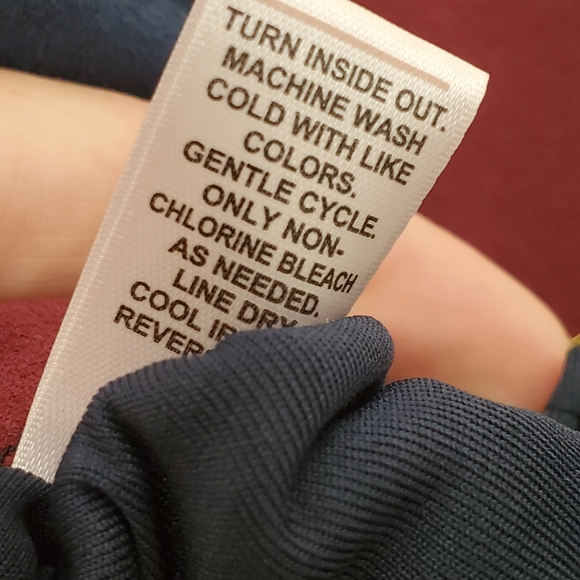 TURN INSIDE OUT.
MACHINE WASH
COLD WITH LIKE
COLORS.
GENTLE CYCLE.
ONLY NON-
CHLORINE BLEACH
AS NEEDED.
LINE DRY
COOL